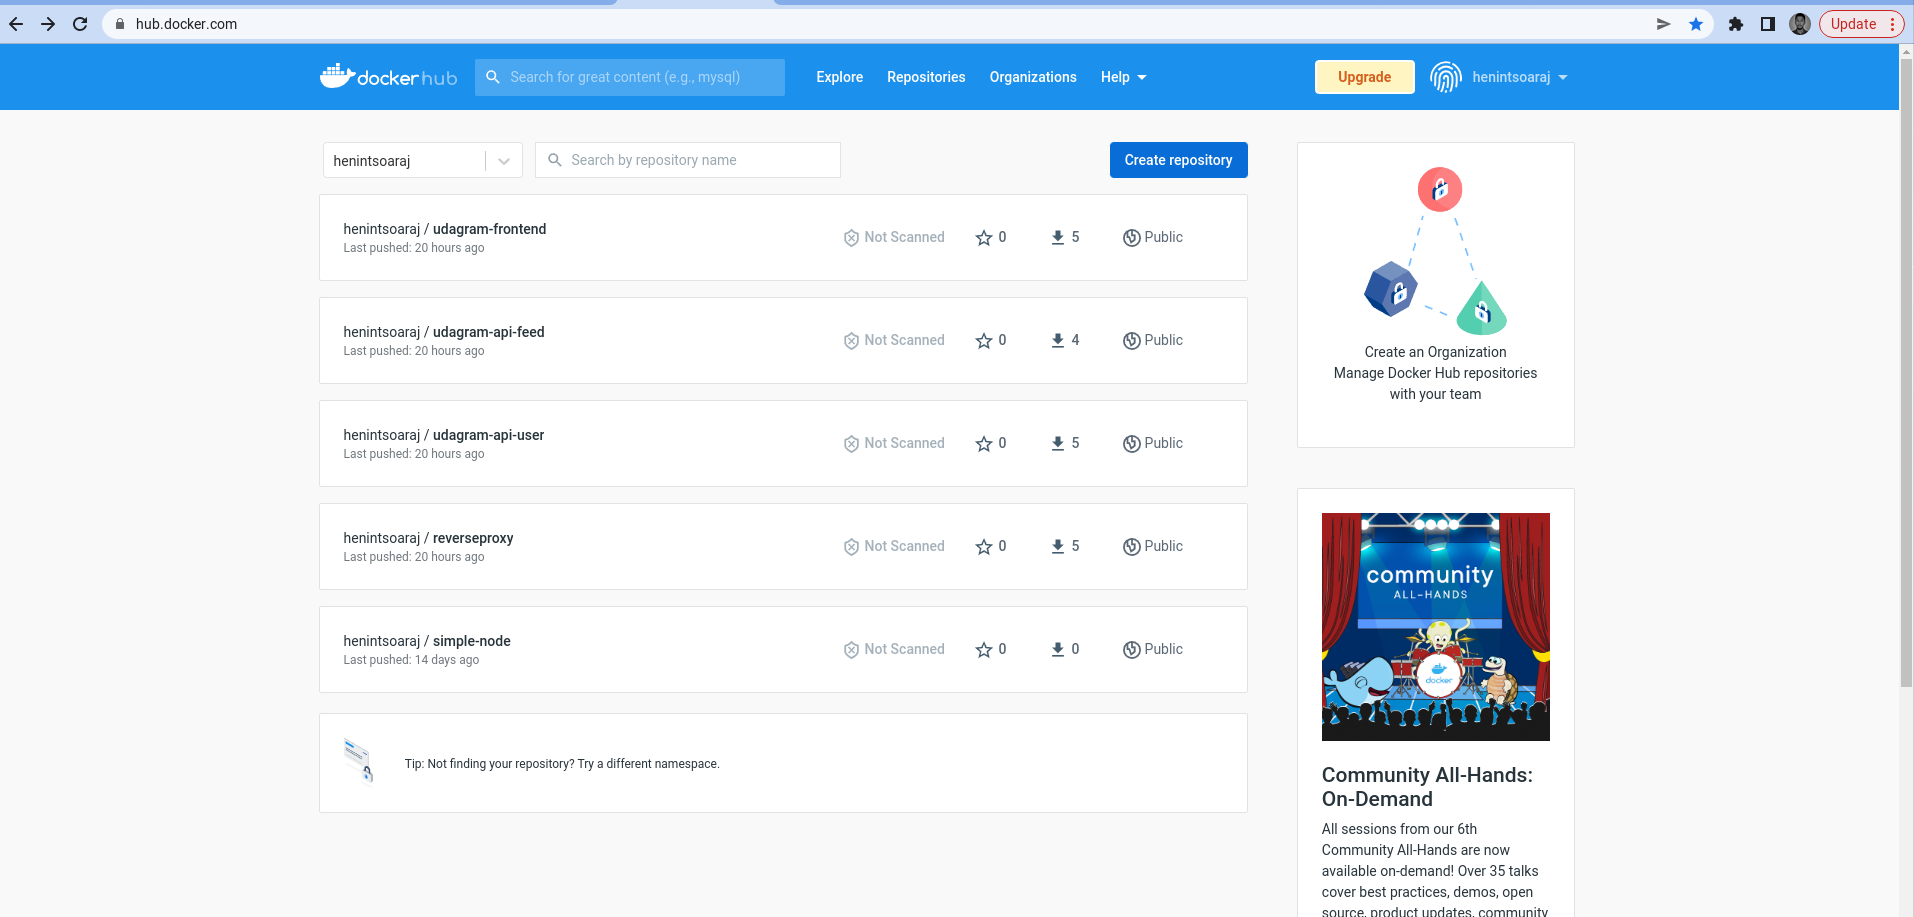 hub.docker.com
Update
dockerhub
Search for great content (e.g., mysql)
Explore
Repositories
Organizations
Help
Upgrade
henintsoaraj
henintsoaraj
Search by repository name
Create repository
henintsoaraj / udagram-frontend
Last pushed: 20 hours ago
Not Scanned
0
5
Public
henintsoaraj / udagram-api-feed
Last pushed: 20 hours ago
Not Scanned
0
4
Public
henintsoaraj / udagram-api-user
Last pushed: 20 hours ago
Not Scanned
0
5
Public
henintsoaraj / reverseproxy
Last pushed: 20 hours ago
Not Scanned
0
5
Public
henintsoaraj / simple-node
Last pushed: 14 days ago
Not Scanned
0
0
Public
Tip: Not finding your repository? Try a different namespace.
Create an Organization
Manage Docker Hub repositories
with your team
community
ALL-HANDS
docker
Community All-Hands:
On-Demand
All sessions from our 6th
Community All-Hands are now
available on-demand! Over 35 talks
cover best practices, demos, open
source, product updates, community